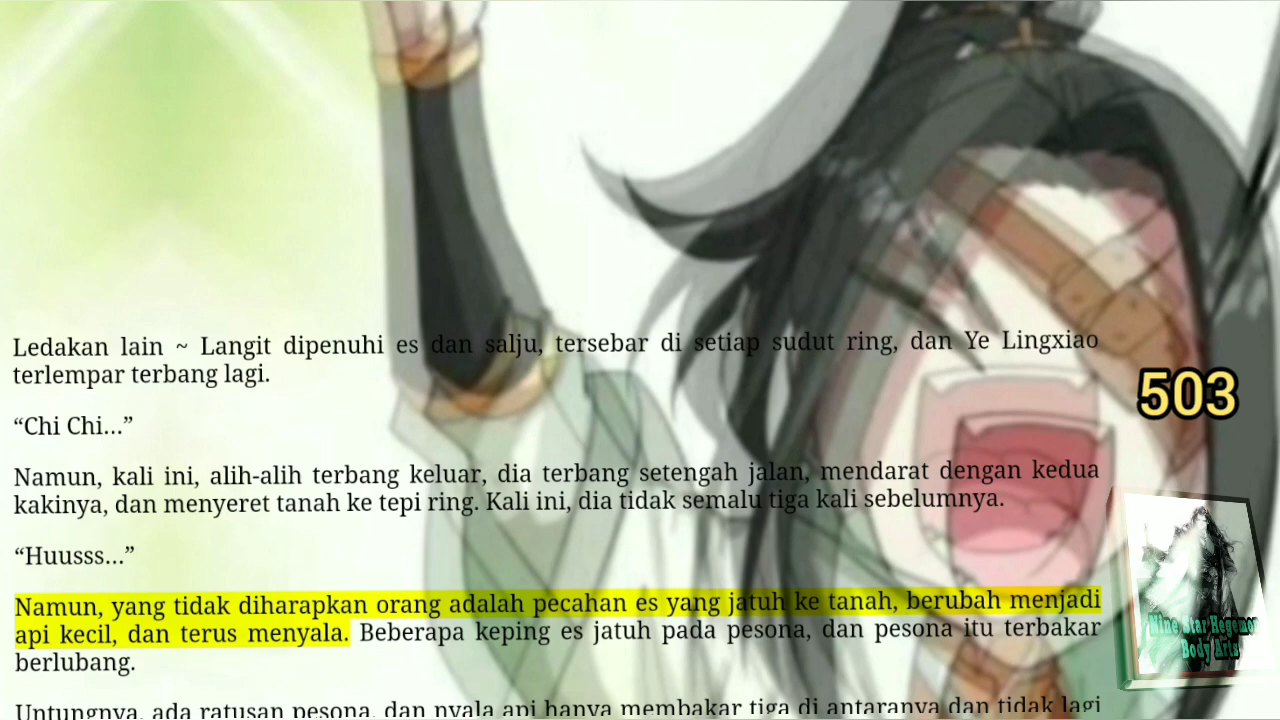 Ledakan lain ~ Langit dipenuhi es dan salju, tersebar di setiap sudut ring, dan Ye Lingxiao
terlempar terbang lagi.
“Chi Chi...”
Namun, kali ini, alih-alih terbang keluar, dia terbang setengah jalan, mendarat dengan kedua
kakinya, dan menyeret tanah ke tepi ring. Kali ini, dia tidak semalu tiga kali sebelumnya.
“Huusss...”
Namun, yang tidak diharapkan orang adalah pecahan es yang jatuh ke tanah, berubah menjadi
api kecil, dan terus menyala. Beberapa keping es jatuh pada pesona, dan pesona itu terbakar
berlubang.
Untungnya, ada ratusan pesona, dan nyala api hanya membakar tiga di antaranya dan tidak lagi
503
Nine Star Hegemon
Body Arts